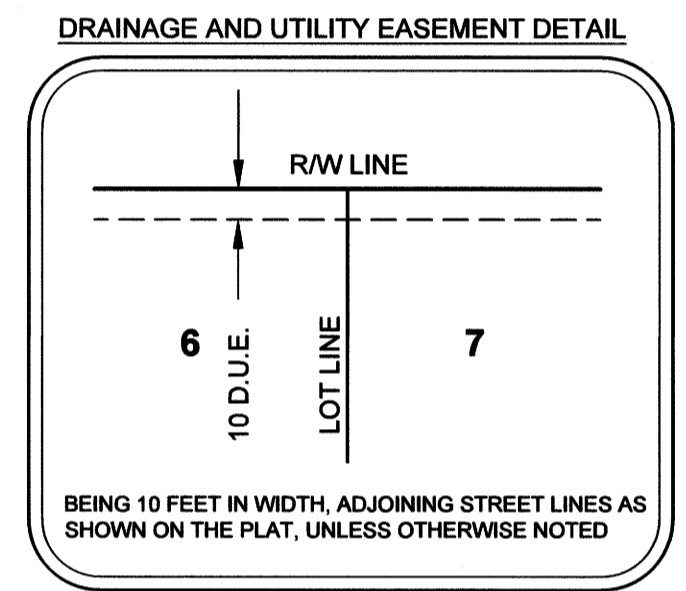 DRAINAGE AND UTILITY EASEMENT DETAIL
R/W LINE
6
10 D.U.E.
LOT LINE
7
BEING 10 FEET IN WIDTH, ADJOINING STREET LINES AS
SHOWN ON THE PLAT, UNLESS OTHERWISE NOTED